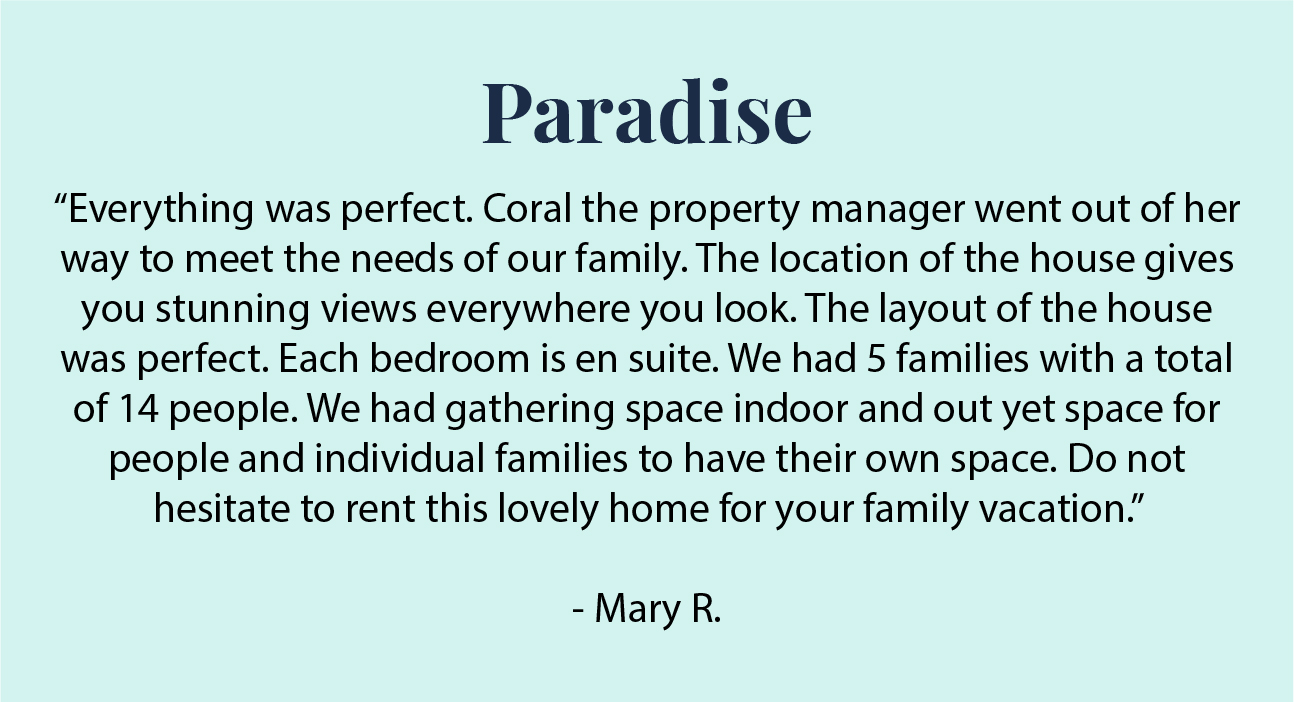 Paradise
“Everything was perfect. Coral the property manager went out of her
way to meet the needs of our family. The location of the house gives
you stunning views everywhere you look. The layout of the house
was perfect. Each bedroom is en suite. We had 5 families with a total
of 14 people. We had gathering space indoor and out yet space for
people and individual families to have their own space. Do not
hesitate to rent this lovely home for your family vacation.”
- Mary R.